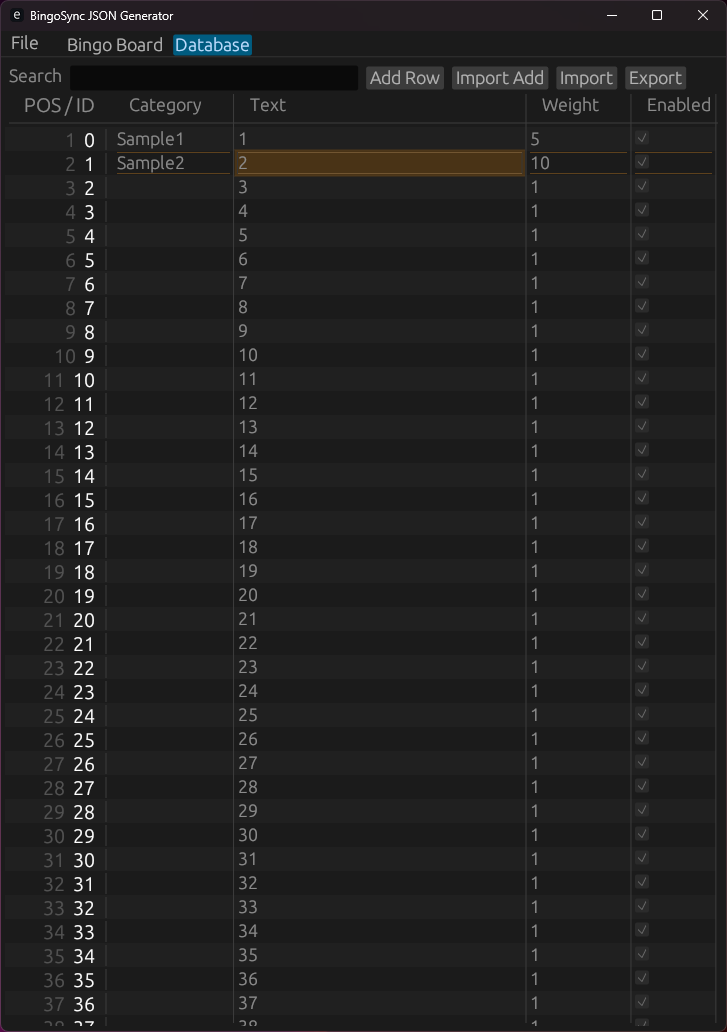 e BingoSync JSON Generator
File Bingo Board Database
Search Add Row Import Add Import Export
POS / ID Category Text Weight Enabled
1 0 Sample1 1 5
2 1 Sample2 2 10
3 2 3 1
4 3 4 1
5 4 5 1
6 5 6 1
7 6 7 1
8 7 8 1
9 8 9 1
10 9 10 1
11 10 11 1
12 11 12 1
13 12 13 1
14 13 14 1
15 14 15 1
16 15 16 1
17 16 17 1
18 17 18 1
19 18 19 1
20 19 20 1
21 20 21 1
22 21 22 1
23 22 23 1
24 23 24 1
25 24 25 1
26 25 26 1
27 26 27 1
28 27 28 1
29 28 29 1
30 29 30 1
31 30 31 1
32 31 32 1
33 32 33 1
34 33 34 1
35 34 35 1
36 35 36 1
37 36 37 1
38 37 38 1